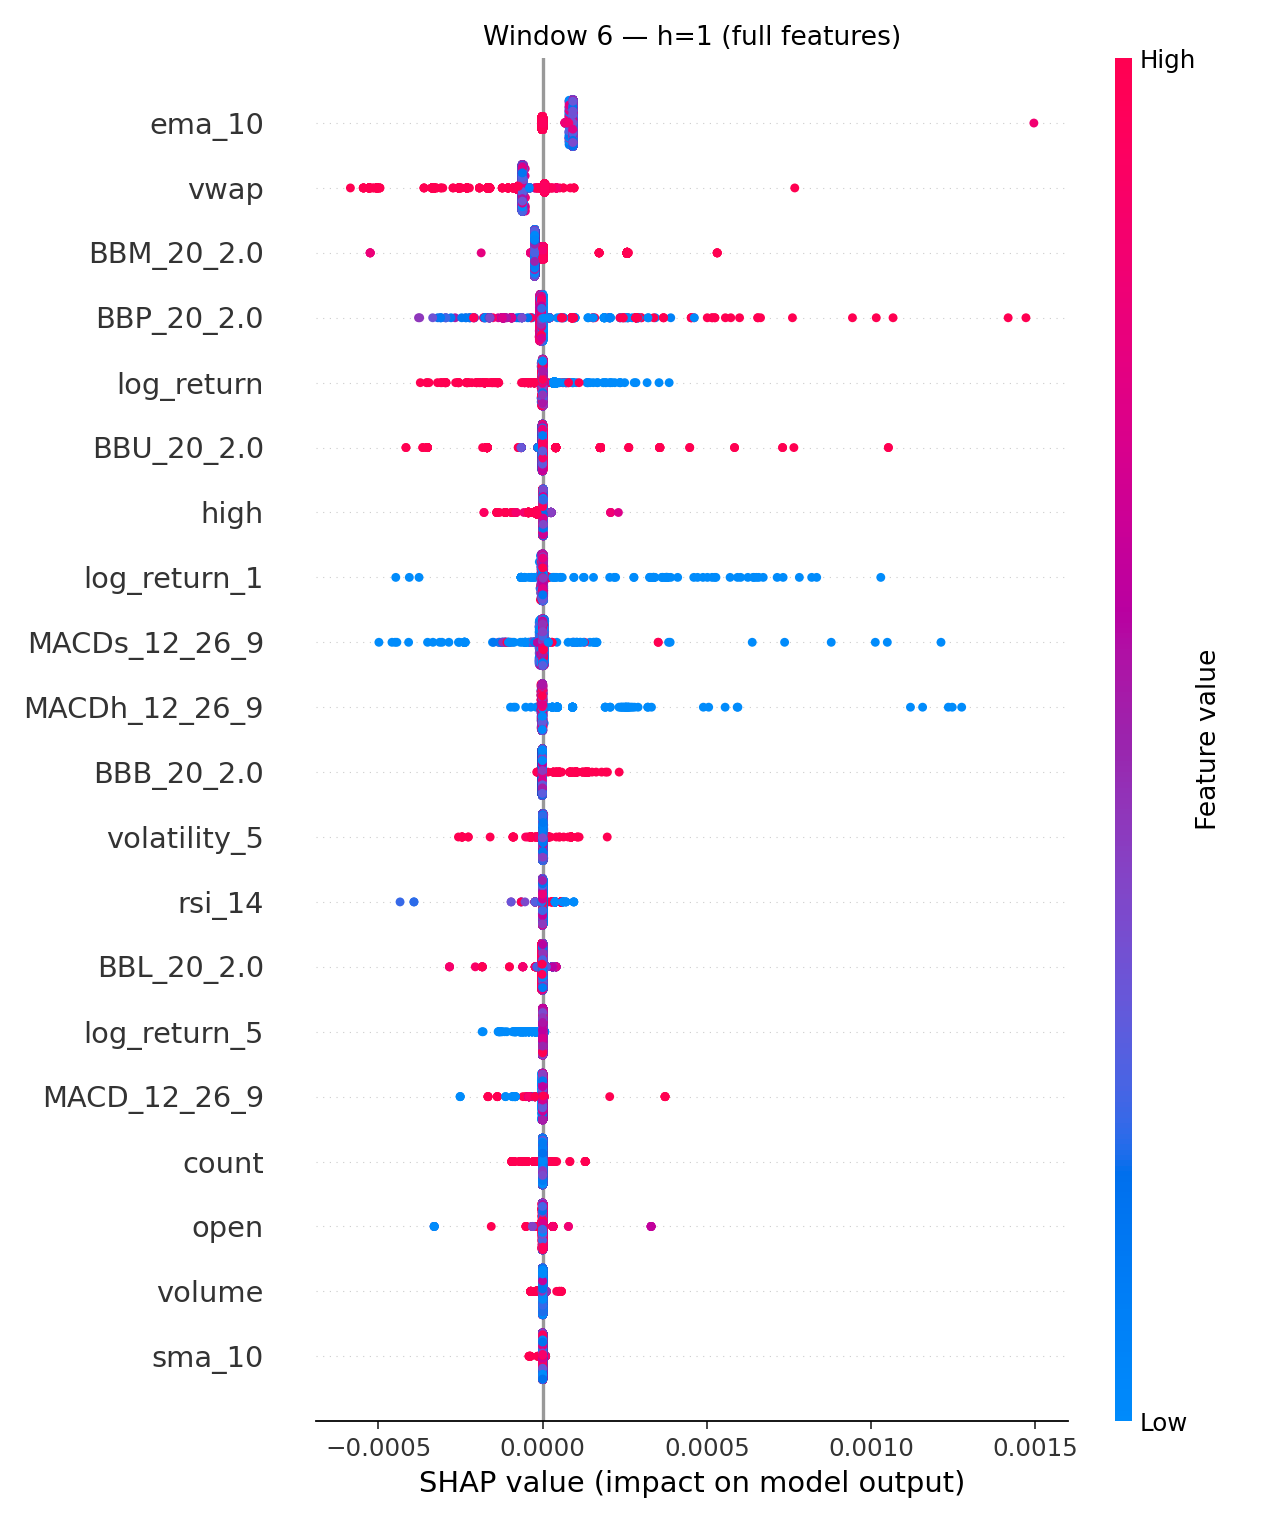 Window 6 — h=1 (full features)
High
ema_10
vwap
BBM_20_2.0
BBP_20_2.0
log_return
BBU_20_2.0
high
log_return_1
MACDs_12_26_9
MACDh_12_26_9
BBB_20_2.0
volatility_5
rsi_14
BBL_20_2.0
log_return_5
MACD_12_26_9
count
open
volume
sma_10
Feature value
Low
−0.0005 0.0000 0.0005 0.0010 0.0015
SHAP value (impact on model output)